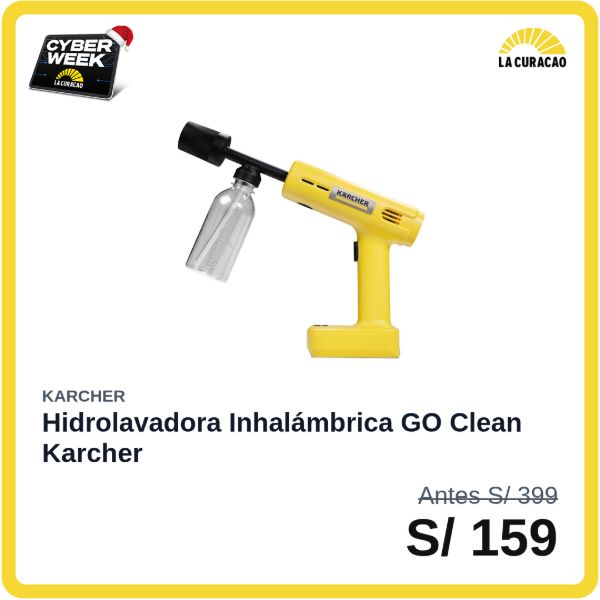 CYBER
WEEK
LA CURACAO
LA CURACAO
KARCHER
KARCHER
Hidrolavadora Inhalámbrica GO Clean
Karcher
Antes S/ 399
S/ 159